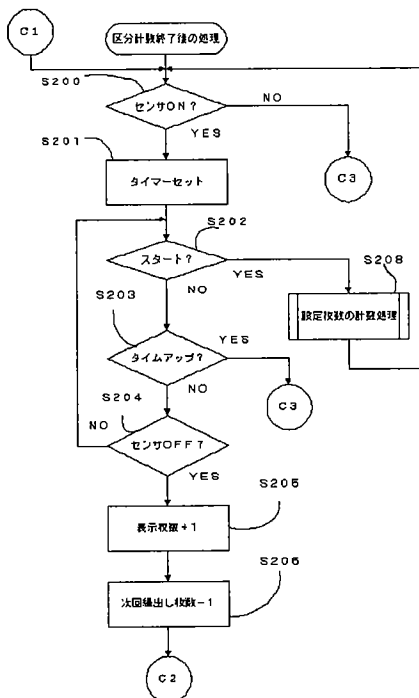 C1
区分計数終了後の処理
S200
センサON?
NO
YES
C3
S201
タイマーセット
S202
スタート?
YES
NO
S208
設定枚数の計数処理
S203
タイムアップ?
YES
NO
C3
S204
センサOFF?
NO
YES
S205
表示枚数+1
S206
次回繰出し枚数-1
C2